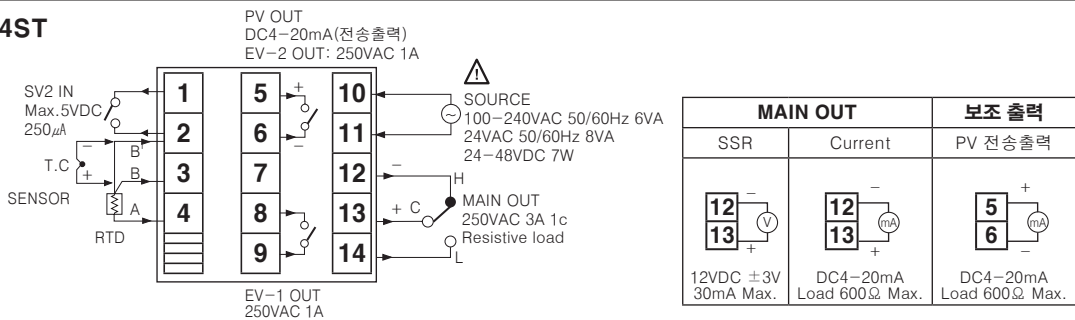 4ST
PV OUT
DC4-20mA(전송출력)
EV-2 OUT: 250VAC 1A
SV2 IN
Max.5VDC
250㎂
T.C
−
+
SENSOR
B
B
A
RTD
1
2
3
4
5
6
7
8
9
10
11
12
13
14
+
−
EV-1 OUT
250VAC 1A
!
SOURCE
100-240VAC 50/60Hz 6VA
24VAC 50/60Hz 8VA
24-48VDC 7W
−
H
+ C
L
MAIN OUT
250VAC 3A 1c
Resistive load
MAIN OUT 보조 출력
SSR Current PV 전송출력
− − +
12 12 5
V mA mA
13 13 6
+ + −
12VDC ±3V DC4-20mA DC4-20mA
30mA Max. Load 600Ω Max. Load 600Ω Max.